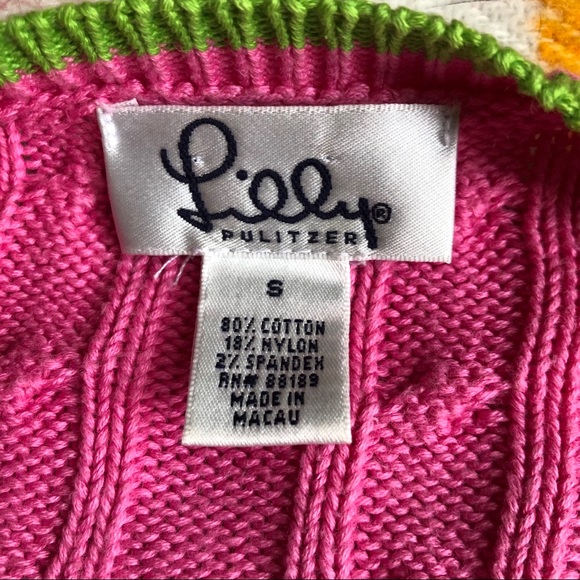 Lilly®
PULITZER
S
80% COTTON
18% NYLON
2% SPANDEX
RN# 88189
MADE IN
MACAU